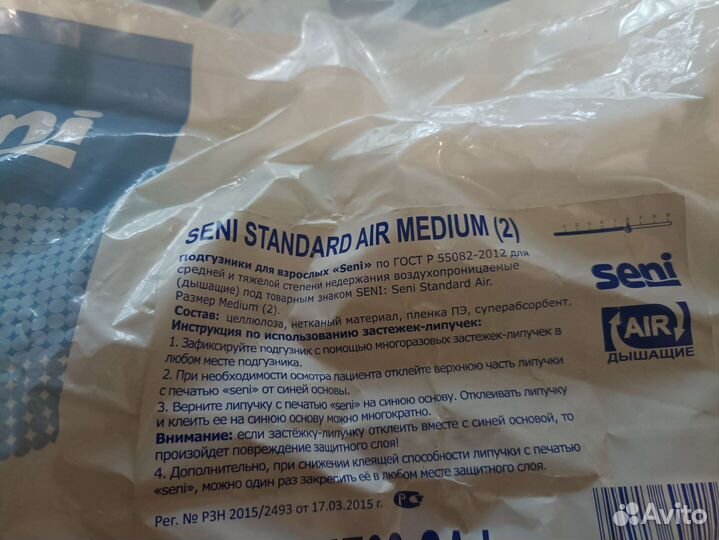 eni
SENI STANDARD AIR MEDIUM (2)
Подгузники для взрослых «Seni» по ГОСТ Р 55082-2012 для
средней и тяжелой степени недержания воздухопроницаемые
(дышащие) под товарным знаком SENI: Seni Standard Air.
Размер Medium (2).
Состав: целлюлоза, нетканый материал, пленка ПЭ, суперабсорбент.
Инструкция по использованию застежек-липучек:
1. Зафиксируйте подгузник с помощью многоразовых застежек-липучек в
любом месте подгузника.
2. При необходимости осмотра пациента отклейте верхнюю часть липучки
с печатью «seni» от синей основы.
3. Верните липучку с печатью «seni» на синюю основу. Отклеивать липучку
и клеить ее на синюю основу можно многократно.
Внимание: если застёжку-липучку отклеить вместе с синей основой, то
произойдет повреждение защитного слоя!
4. Дополнительно, при снижении клеящей способности липучки с печатью
«seni», можно один раз закрепить её в любом месте защитного слоя.
Рег. № РЗН 2015/2493 от 17.03.2015 г.
seni
AIR
ДЫШАЩИЕ
Avito